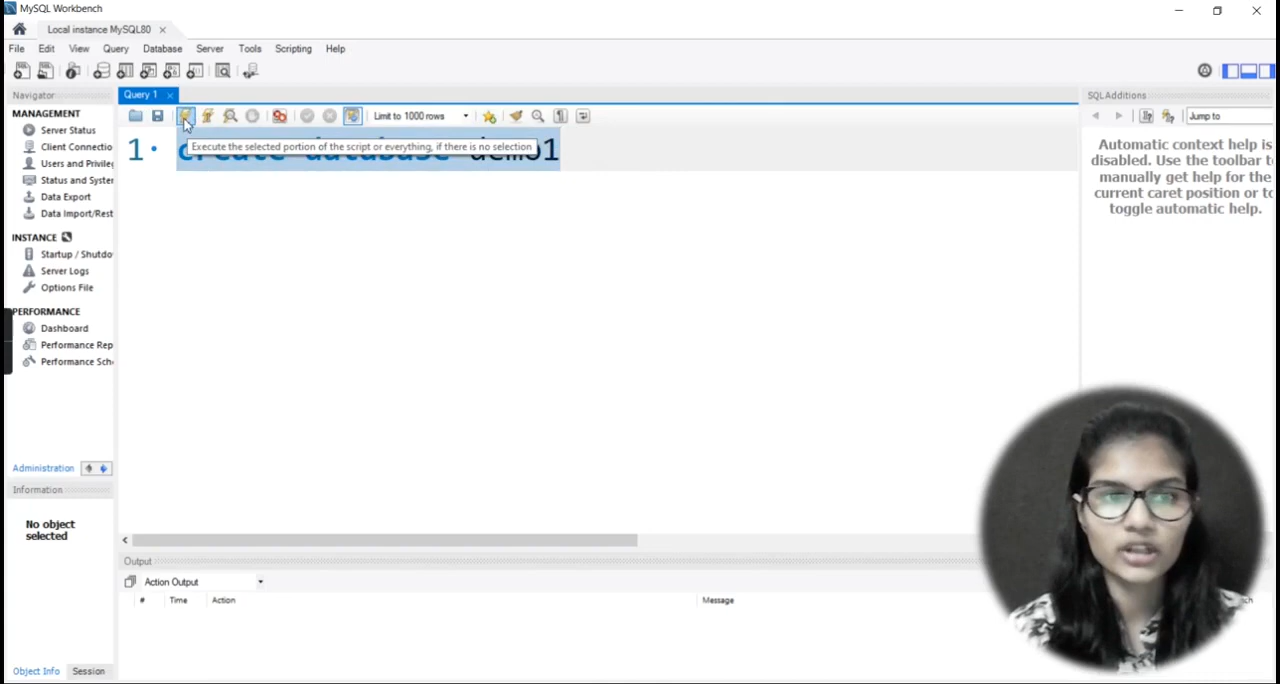 MySQL Workbench
Local instance MySQL80
File Edit View Query Database Server Tools Scripting Help
Navigator
MANAGEMENT
Server Status
Client Connectio
Users and Privile
Status and Syster
Data Export
Data Import/Rest
INSTANCE
Startup / Shutdo
Server Logs
Options File
PERFORMANCE
Dashboard
Performance Rep
Performance Sch
Administration
Information
No object
selected
Object Info Session
Query 1
Limit to 1000 rows
1 create database demo1
Execute the selected portion of the script or everything, if there is no selection
Output
Action Output
# Time Action Message
SQLAdditions
Jump to
Automatic context help is
disabled. Use the toolbar to
manually get help for the
current caret position or to
toggle automatic help.